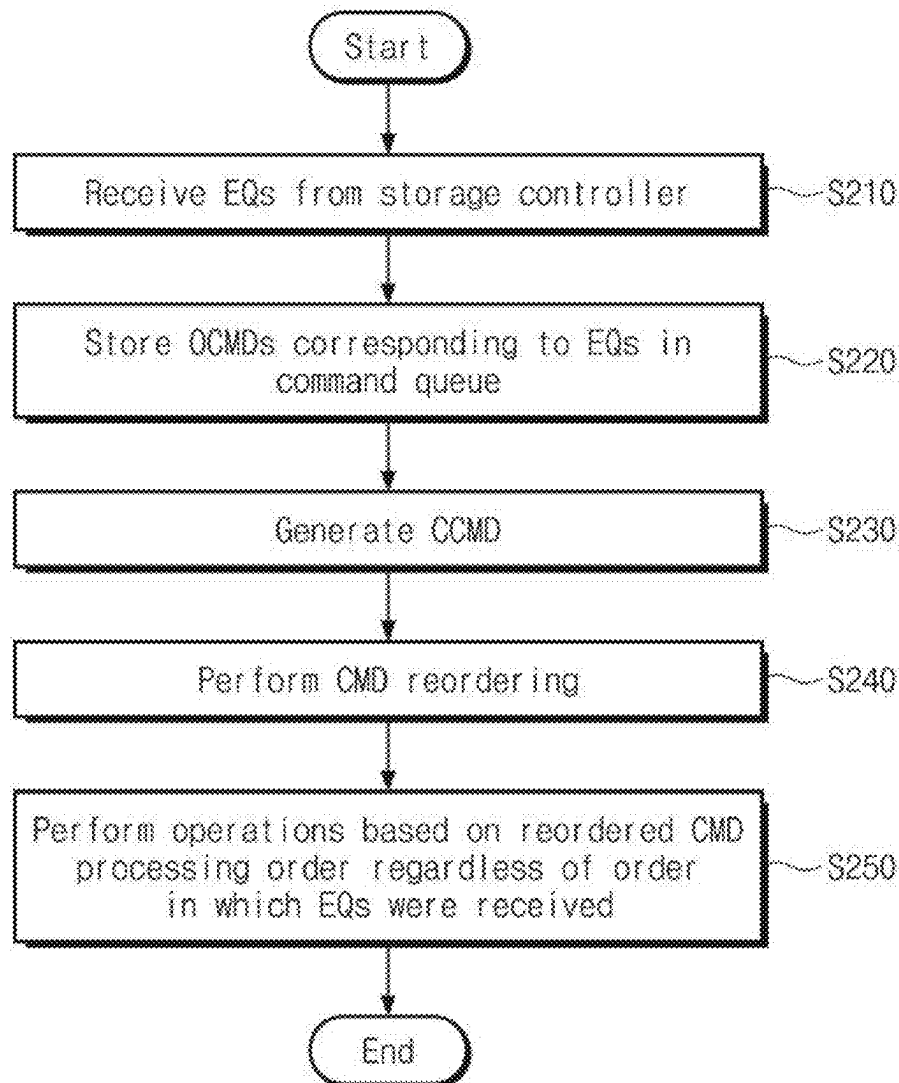 Start
Receive EQs from storage controller
S210
Store OCMDs corresponding to EQs in
command queue
S220
Generate CCMD
S230
Perform CMD reordering
S240
Perform operations based on reordered CMD
processing order regardless of order
in which EQs were received
S250
End